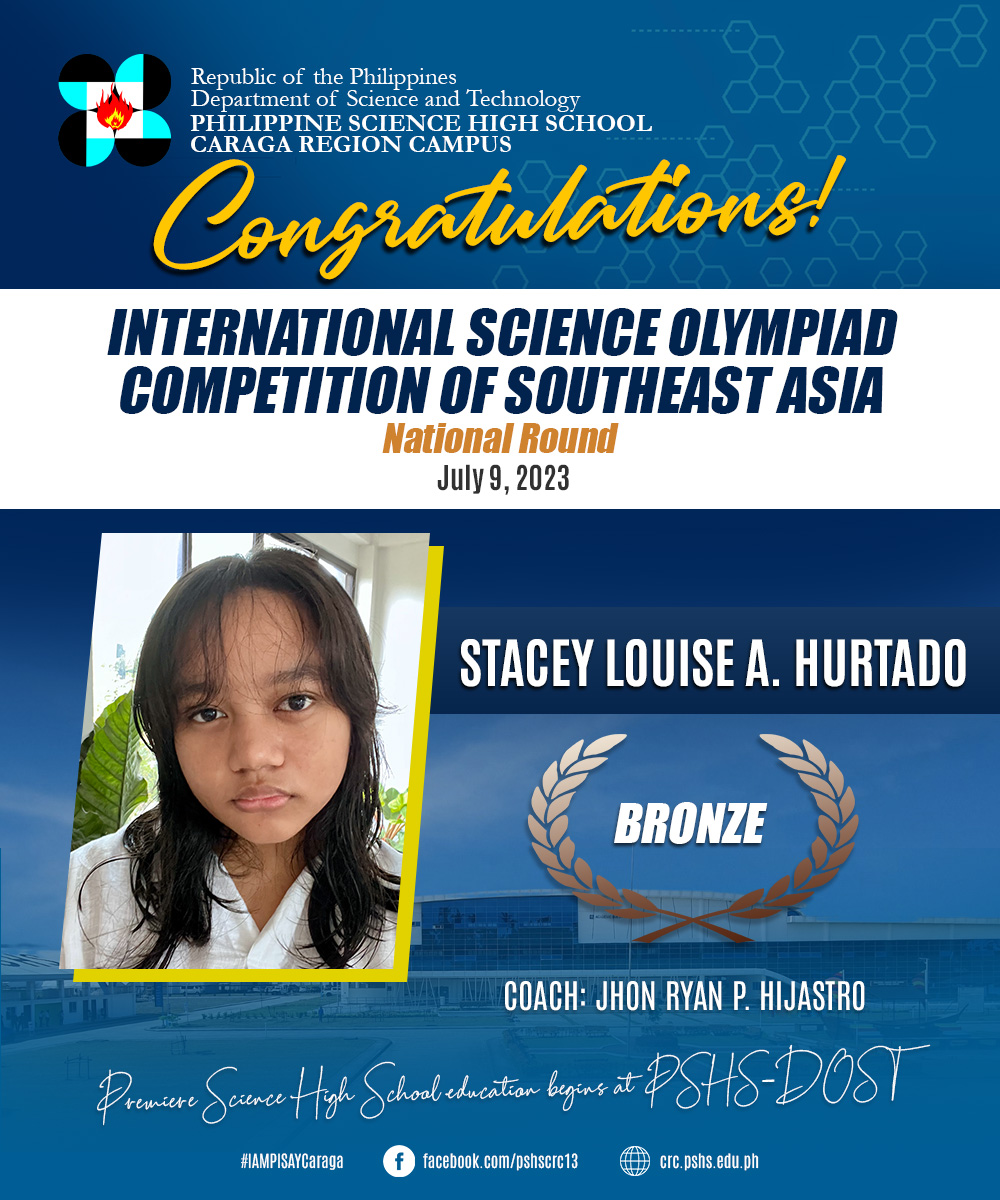 Republic of the Philippines
Department of Science and Technology
PHILIPPINE SCIENCE HIGH SCHOOL
CARAGA REGION CAMPUS
Congratulations!
INTERNATIONAL SCIENCE OLYMPIAD
COMPETITION OF SOUTHEAST ASIA
National Round
July 9, 2023
STACEY LOUISE A. HURTADO
BRONZE
COACH: JHON RYAN P. HIJASTRO
Premiere Science High School education begins at PSHS-DOST
#IAMPISAYCaraga facebook.com/pshscrc13 crc.pshs.edu.ph